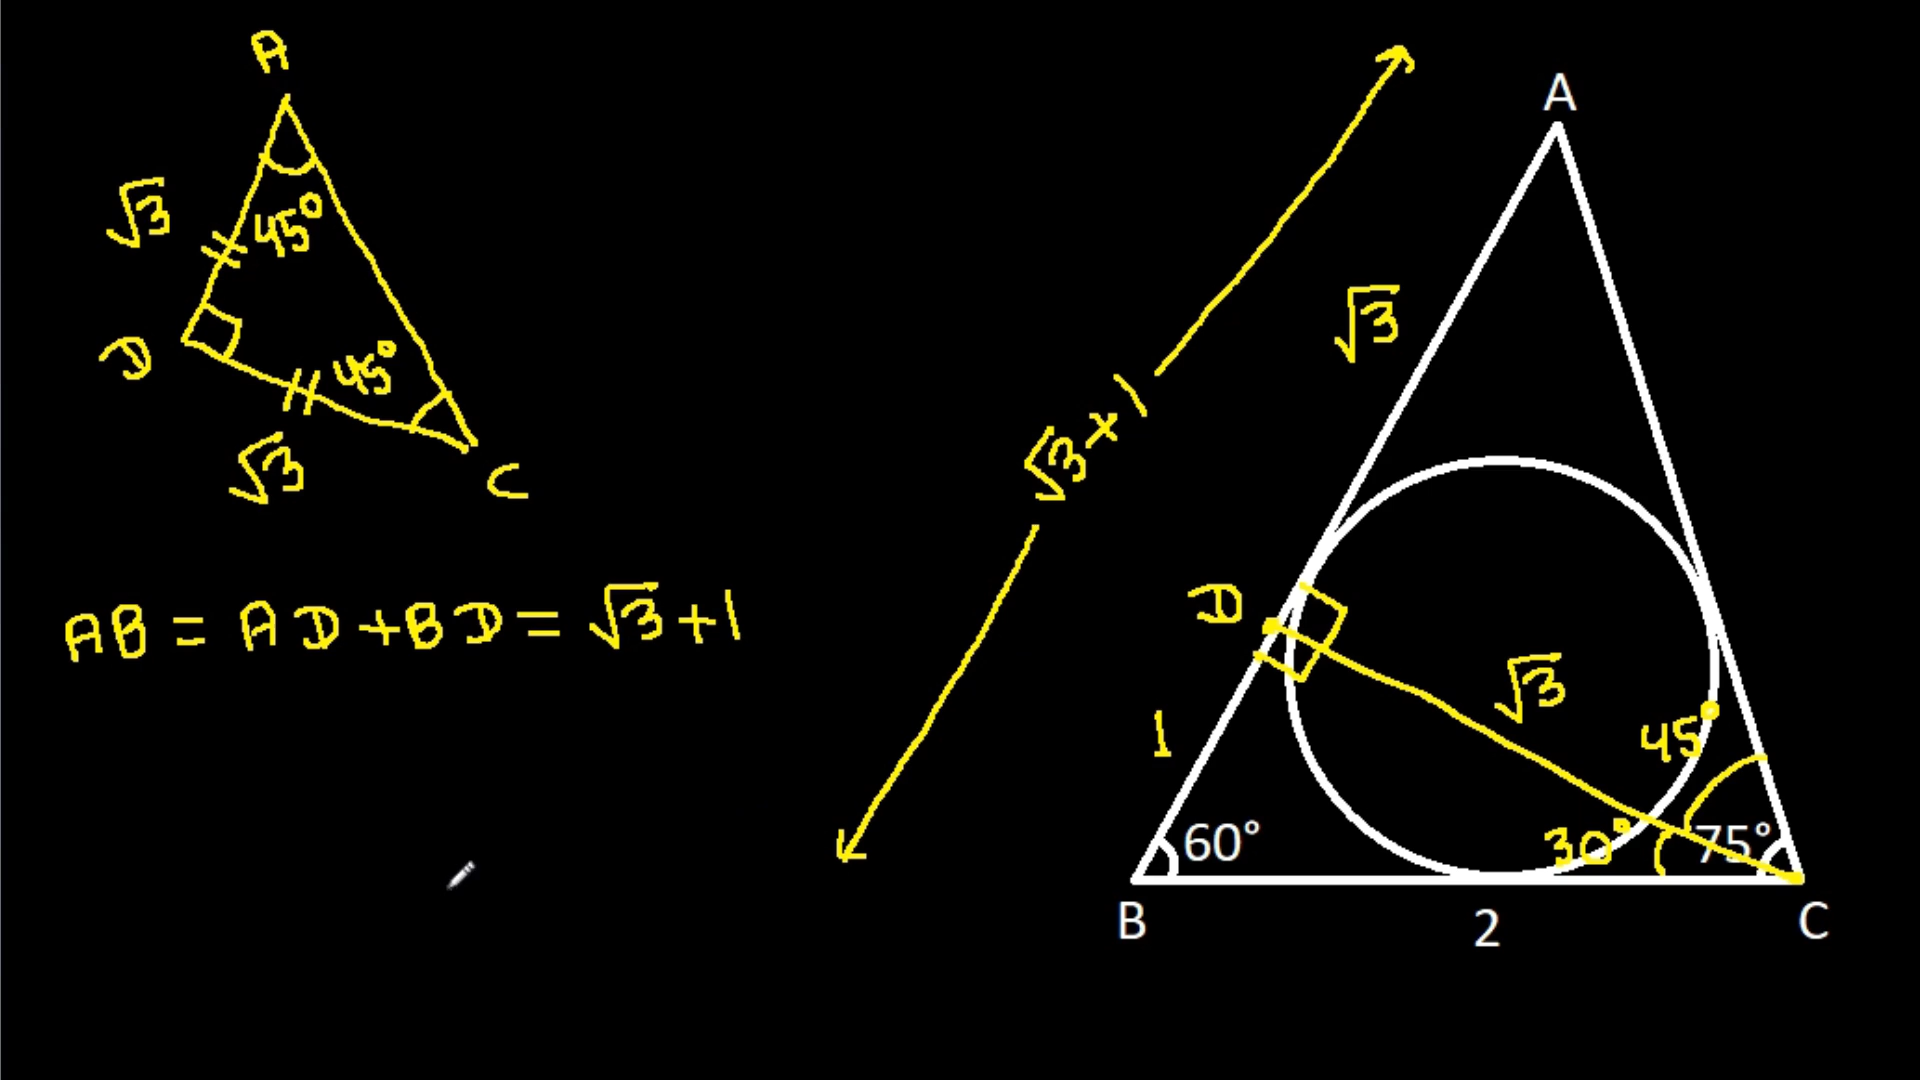 A
√3
45°
D
45°
√3
C
AB = AD+BD = √3+1
√3+1
A
√3
D
√3
1
45
60°
30°
75°
B
2
C